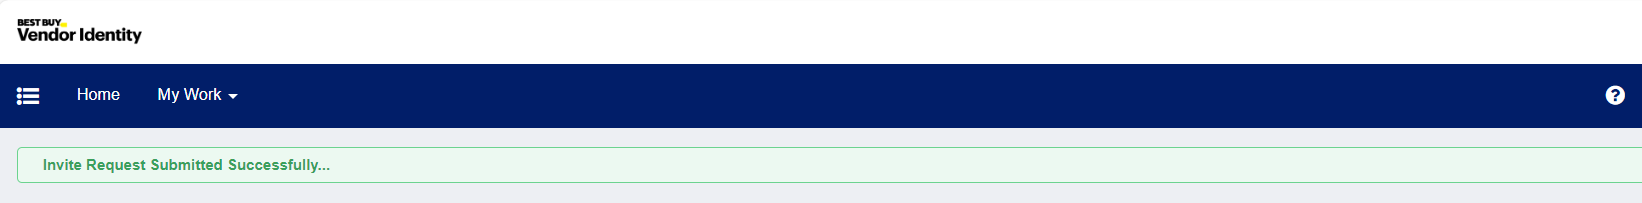 BEST BUY
Vendor Identity
Home My Work
Invite Request Submitted Successfully...